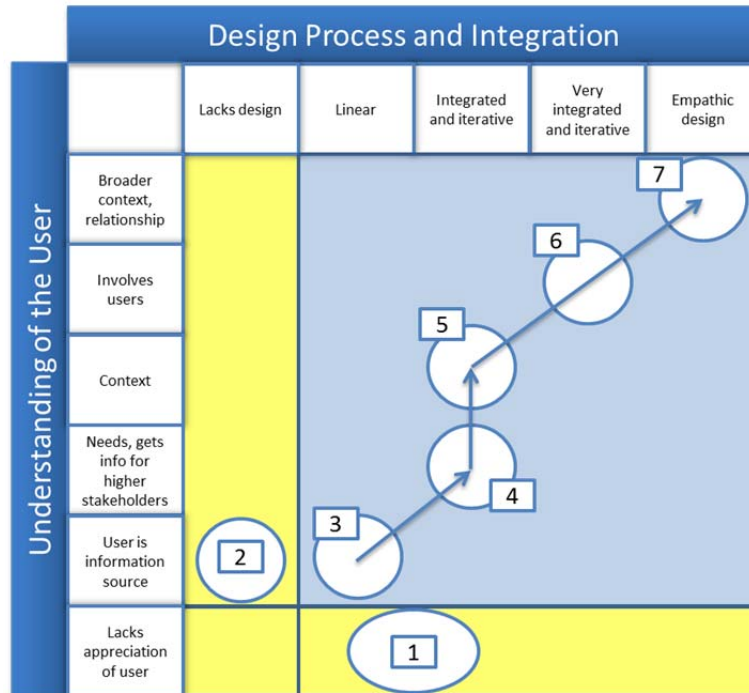 Design Process and Integration
Understanding of the User
Lacks design
Linear
Integrated
and iterative
Very
integrated
and iterative
Empathic
design
Broader
context,
relationship
7
Involves
users
6
Context
5
Needs, gets
info for
higher
stakeholders
4
User is
information
source
2
3
Lacks
appreciation
of user
1